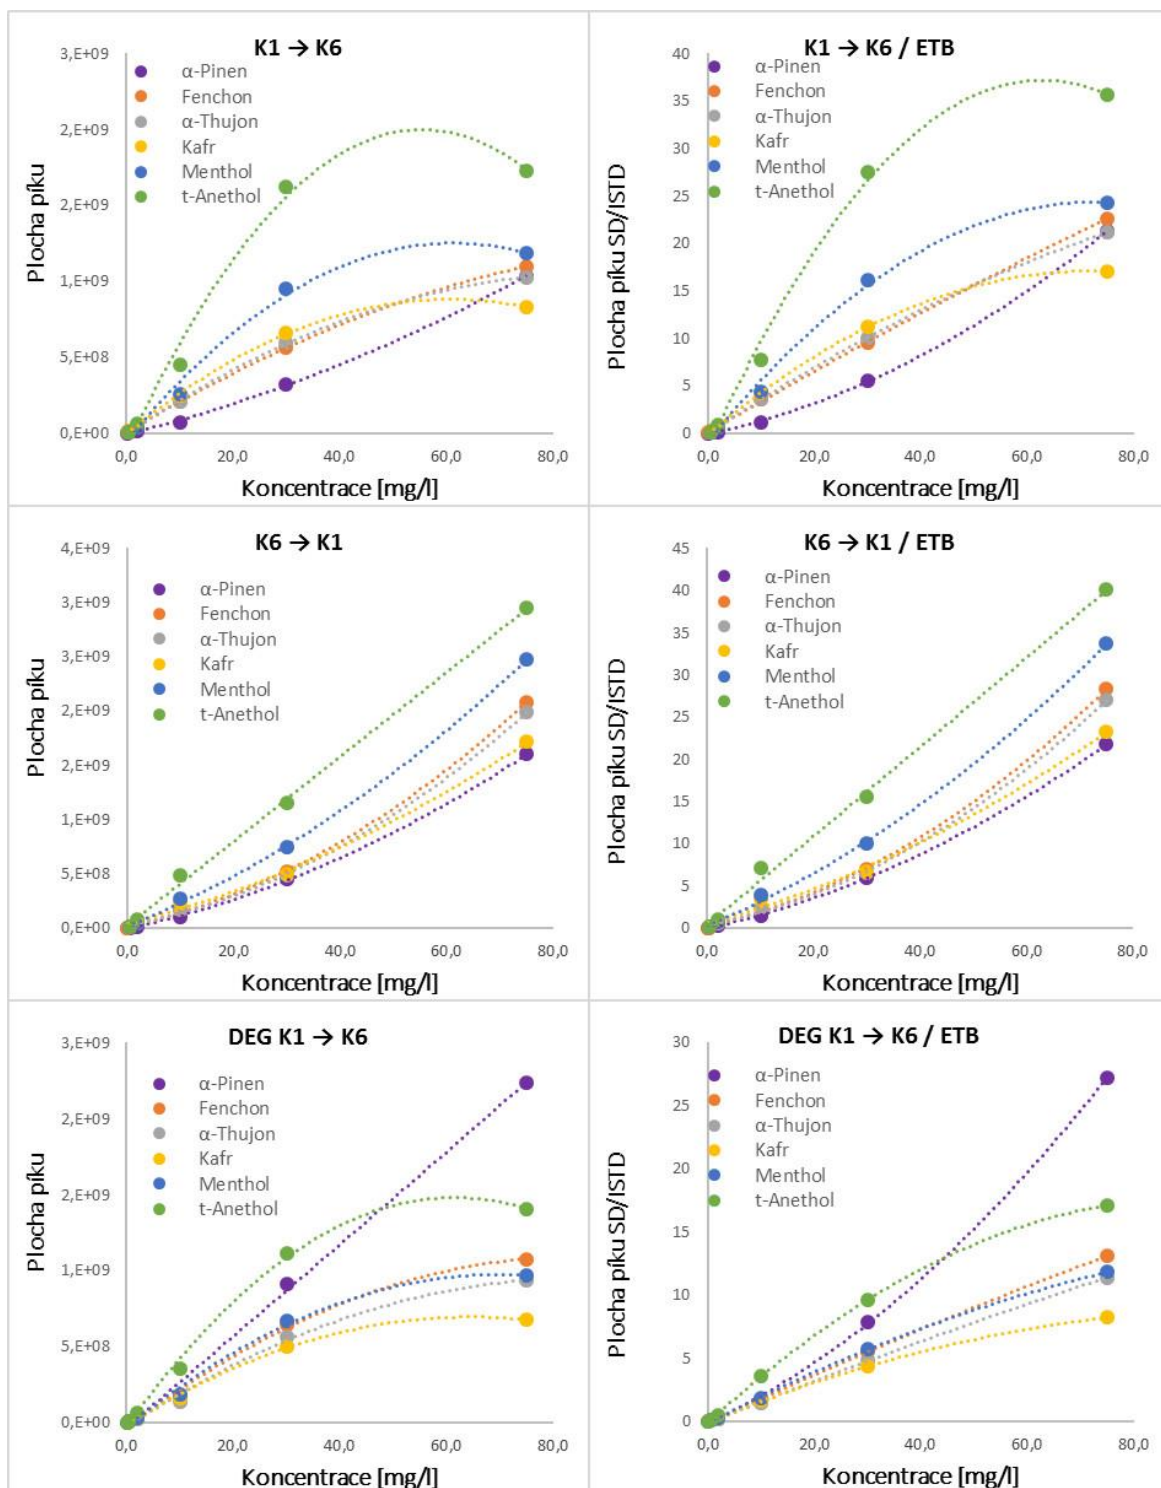 K1 → K6
3,E+09
2,E+09
2,E+09
1,E+09
5,E+08
0,E+00
Plocha píku
α-Pinen
Fenchon
α-Thujon
Kafr
Menthol
t-Anethol
0,0 20,0 40,0 60,0 80,0
Koncentrace [mg/l]
K1 → K6 / ETB
40
35
30
25
20
15
10
5
0
Plocha píku SD/ISTD
α-Pinen
Fenchon
α-Thujon
Kafr
Menthol
t-Anethol
0,0 20,0 40,0 60,0 80,0
Koncentrace [mg/l]
K6 → K1
4,E+09
3,E+09
3,E+09
2,E+09
2,E+09
1,E+09
5,E+08
0,E+00
Plocha píku
α-Pinen
Fenchon
α-Thujon
Kafr
Menthol
t-Anethol
0,0 20,0 40,0 60,0 80,0
Koncentrace [mg/l]
K6 → K1 / ETB
45
40
35
30
25
20
15
10
5
0
Plocha píku SD/ISTD
α-Pinen
Fenchon
α-Thujon
Kafr
Menthol
t-Anethol
0,0 20,0 40,0 60,0 80,0
Koncentrace [mg/l]
DEG K1 → K6
3,E+09
2,E+09
2,E+09
1,E+09
5,E+08
0,E+00
Plocha píku
α-Pinen
Fenchon
α-Thujon
Kafr
Menthol
t-Anethol
0,0 20,0 40,0 60,0 80,0
Koncentrace [mg/l]
DEG K1 → K6 / ETB
30
25
20
15
10
5
0
Plocha píku SD/ISTD
α-Pinen
Fenchon
α-Thujon
Kafr
Menthol
t-Anethol
0,0 20,0 40,0 60,0 80,0
Koncentrace [mg/l]